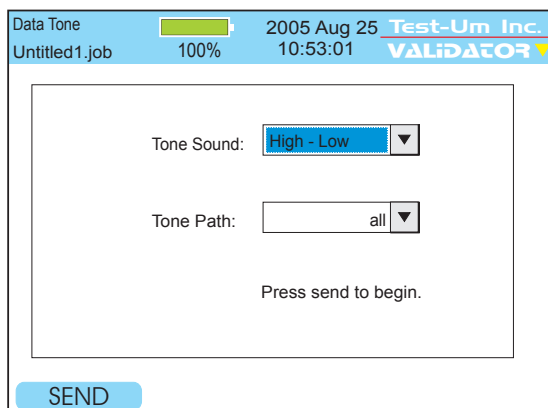 Data Tone 2005 Aug 25 Test-Um Inc.
Untitled1.job 100% 10:53:01 VALIDATOR
Tone Sound: High - Low
Tone Path: all
Press send to begin.
SEND